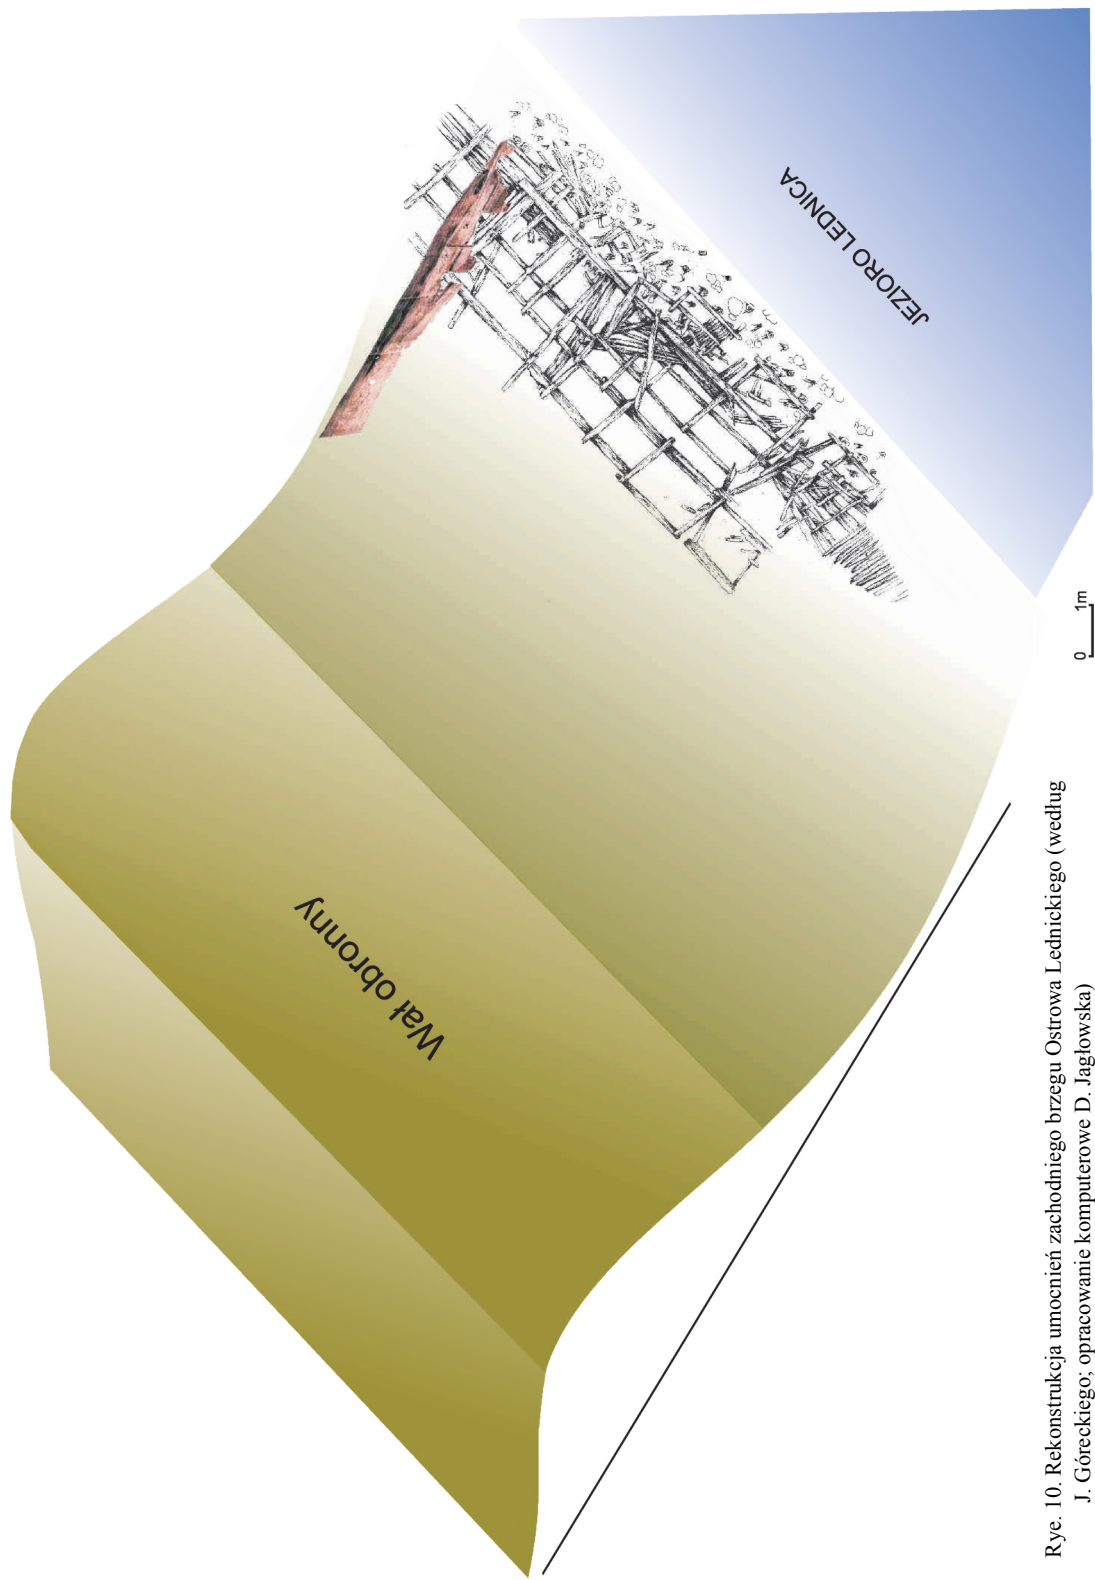 JEZIORO LEDNICA
Wał obronny
0 1m
Ryc. 10. Rekonstrukcja umocnień zachodniego brzegu Ostrowa Lednickiego (według
J. Góreckiego; opracowanie komputerowe D. Jagłowska)